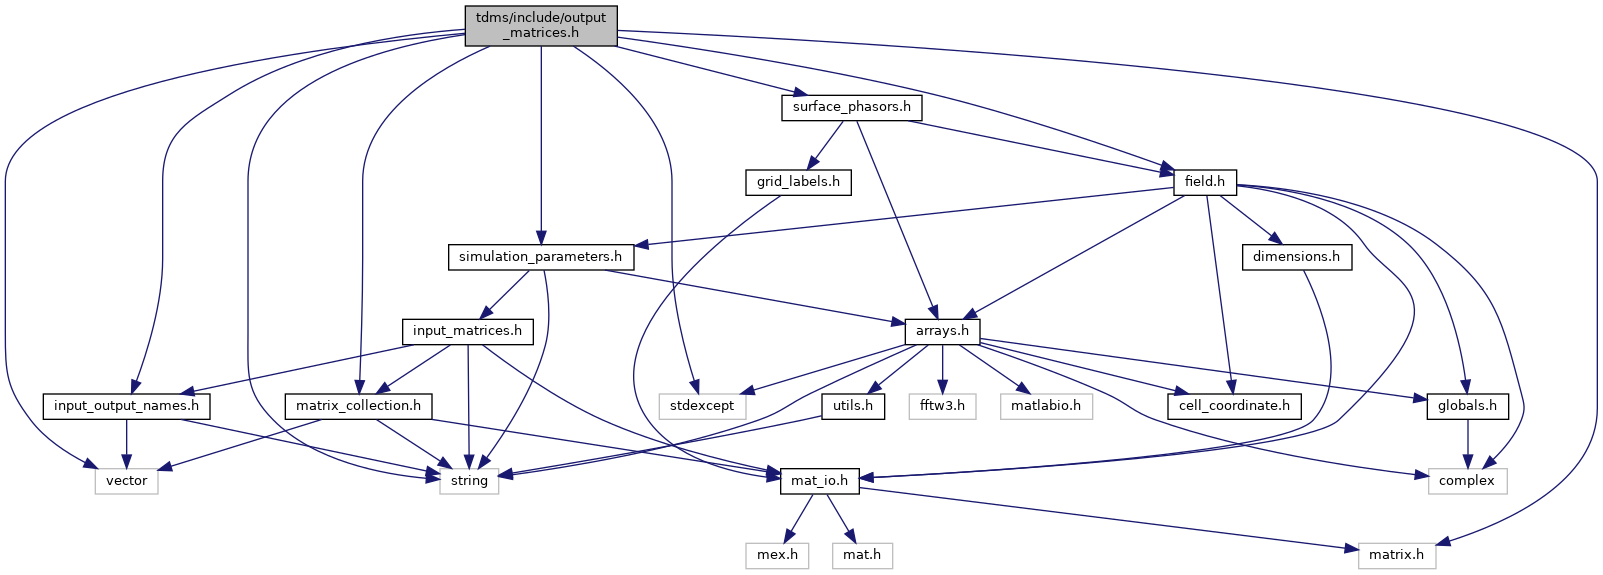 tdms/include/output
_matrices.h
surface_phasors.h
grid_labels.h
field.h
simulation_parameters.h
dimensions.h
input_matrices.h
arrays.h
input_output_names.h
matrix_collection.h
stdexcept
utils.h
fftw3.h
matlabio.h
cell_coordinate.h
globals.h
vector
string
mat_io.h
complex
mex.h
mat.h
matrix.h